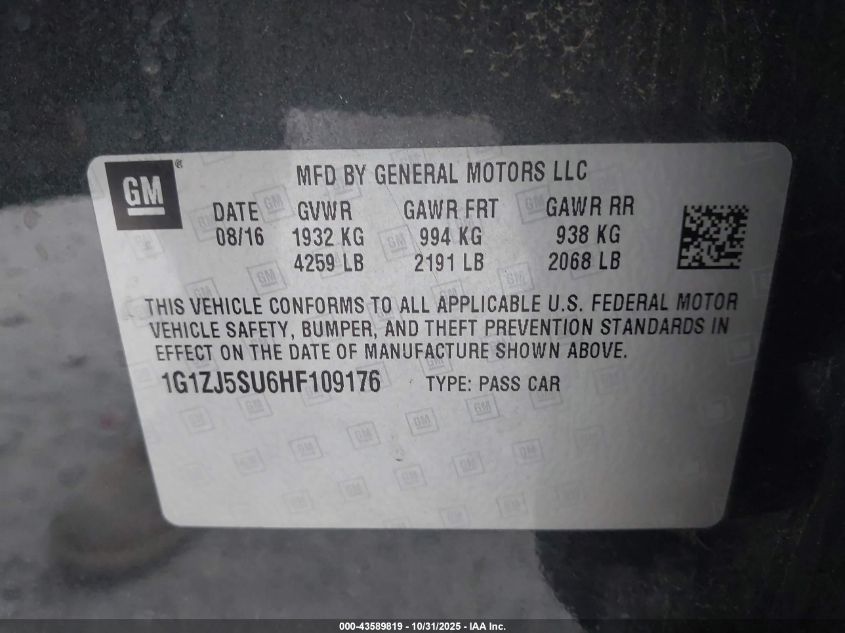 GM ®
MFD BY GENERAL MOTORS LLC
DATE GVWR GAWR FRT GAWR RR
08/16 1932 KG 994 KG 938 KG
4259 LB 2191 LB 2068 LB
THIS VEHICLE CONFORMS TO ALL APPLICABLE U.S. FEDERAL MOTOR
VEHICLE SAFETY, BUMPER, AND THEFT PREVENTION STANDARDS IN
EFFECT ON THE DATE OF MANUFACTURE SHOWN ABOVE.
1G1ZJ5SU6HF109176 TYPE: PASS CAR
000-43589819 - 10/31/2025 - IAA Inc.